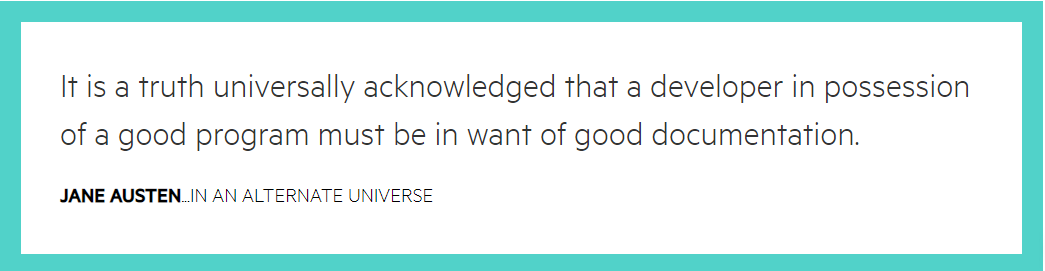 It is a truth universally acknowledged that a developer in possession
of a good program must be in want of good documentation.
JANE AUSTEN...IN AN ALTERNATE UNIVERSE